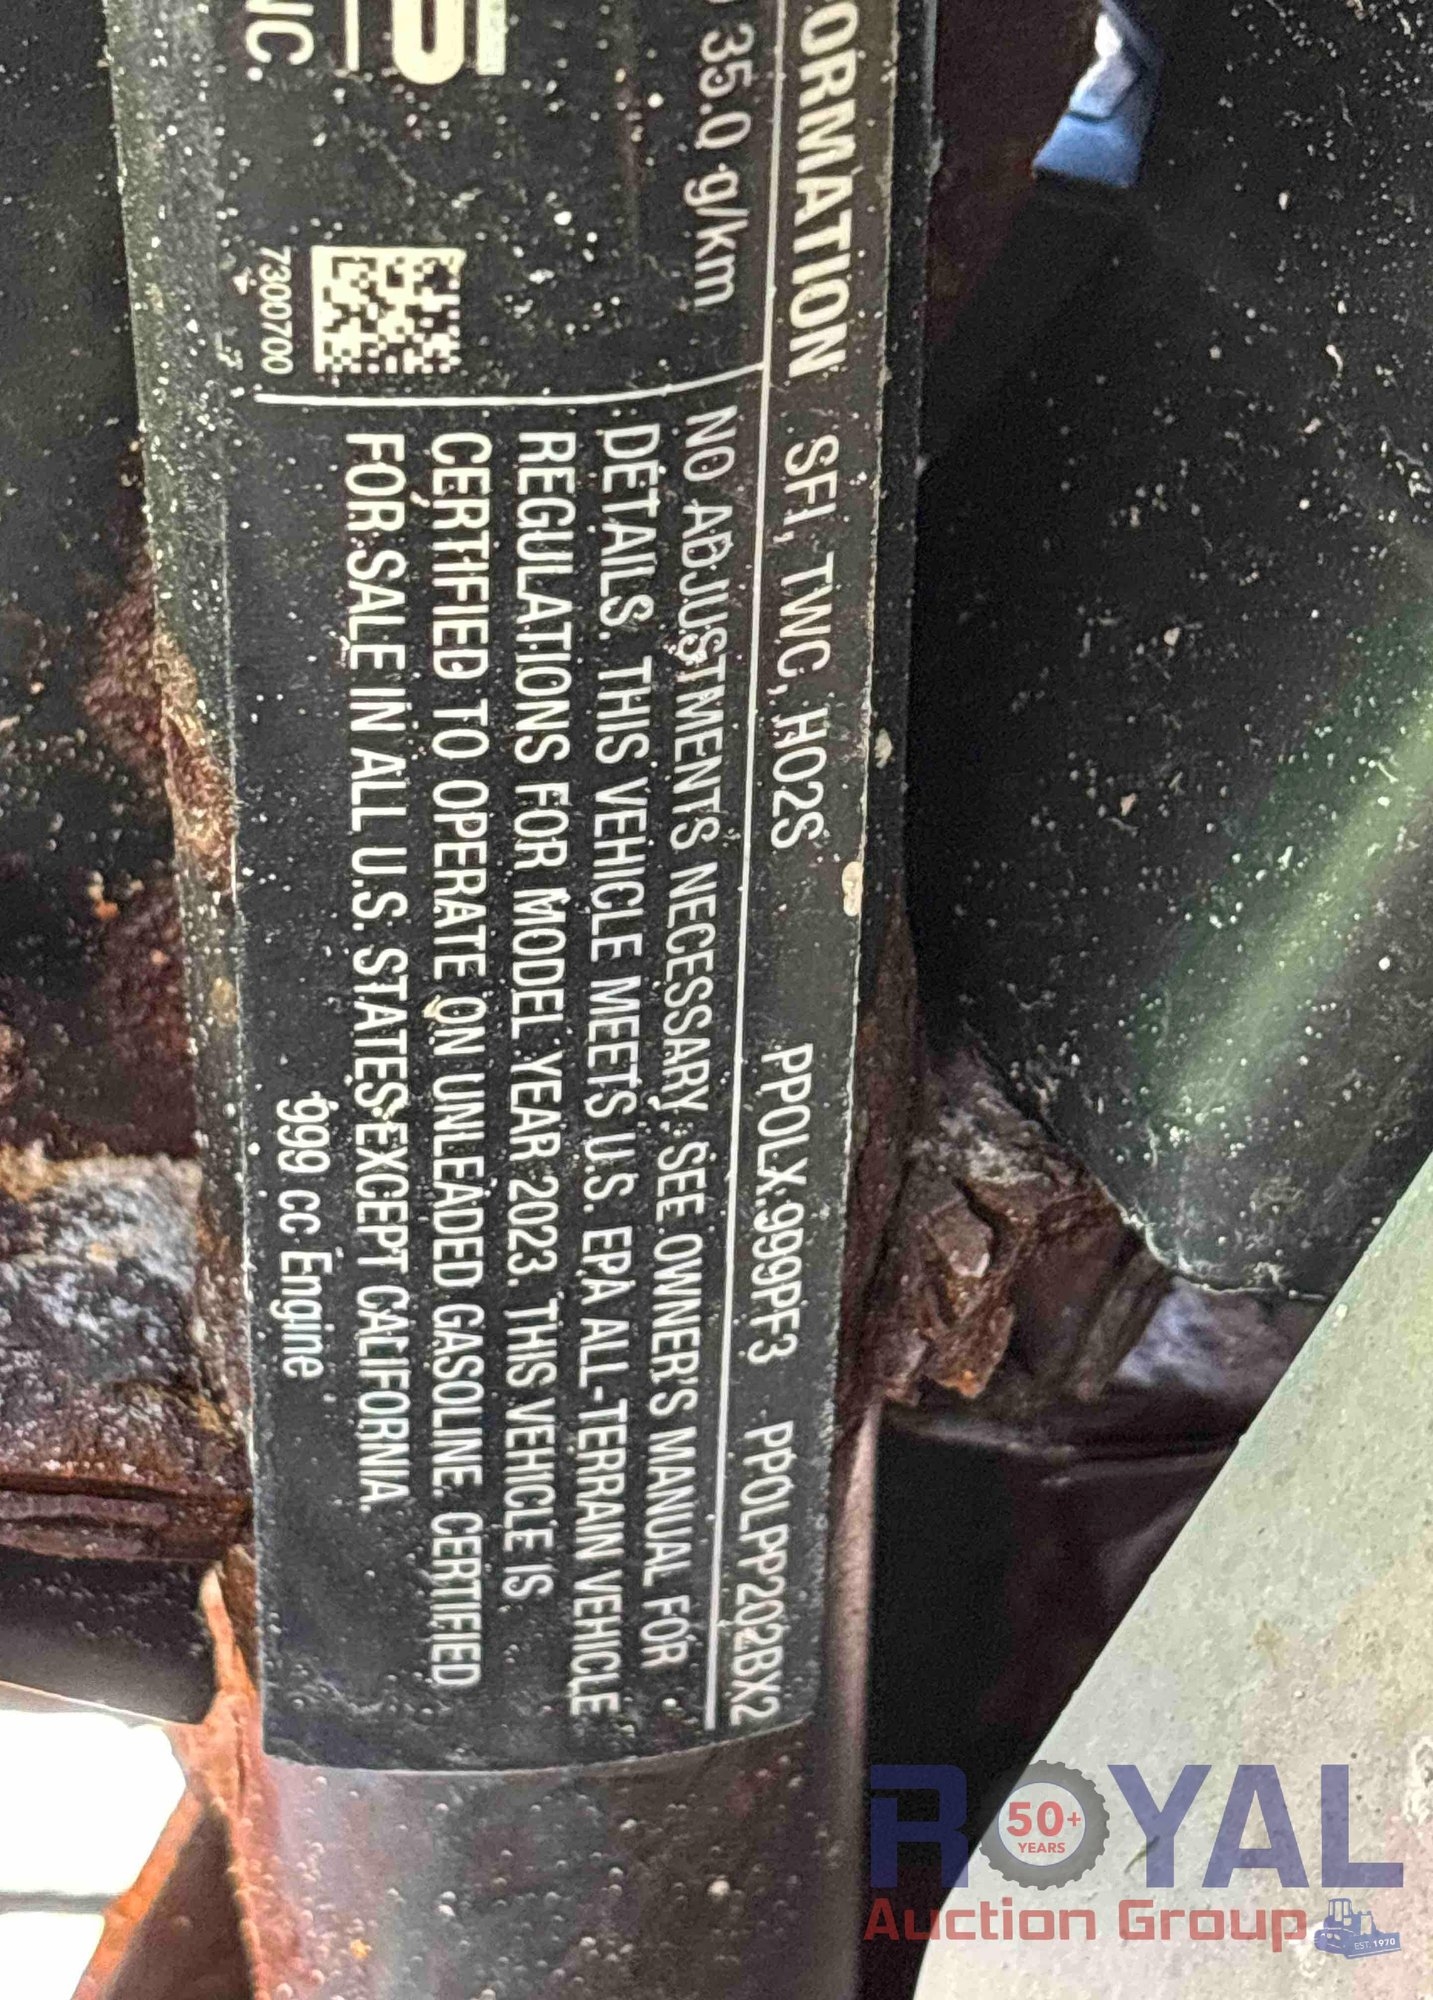 ORMATION SFI, TWC, HO2S PPOLX.999PF3 PPOLPP202BX2
35.0 g/km
NO ADJUSTMENTS NECESSARY. SEE OWNER'S MANUAL FOR
DETAILS. THIS VEHICLE MEETS U.S. EPA ALL-TERRAIN VEHICLE
REGULATIONS FOR MODEL YEAR 2023. THIS VEHICLE IS
CERTIFIED TO OPERATE ON UNLEADED GASOLINE. CERTIFIED
FOR SALE IN ALL U.S. STATES EXCEPT CALIFORNIA.
999 cc Engine
NC.
7300700
ROYAL
50+
YEARS
Auction Group
EST. 1970